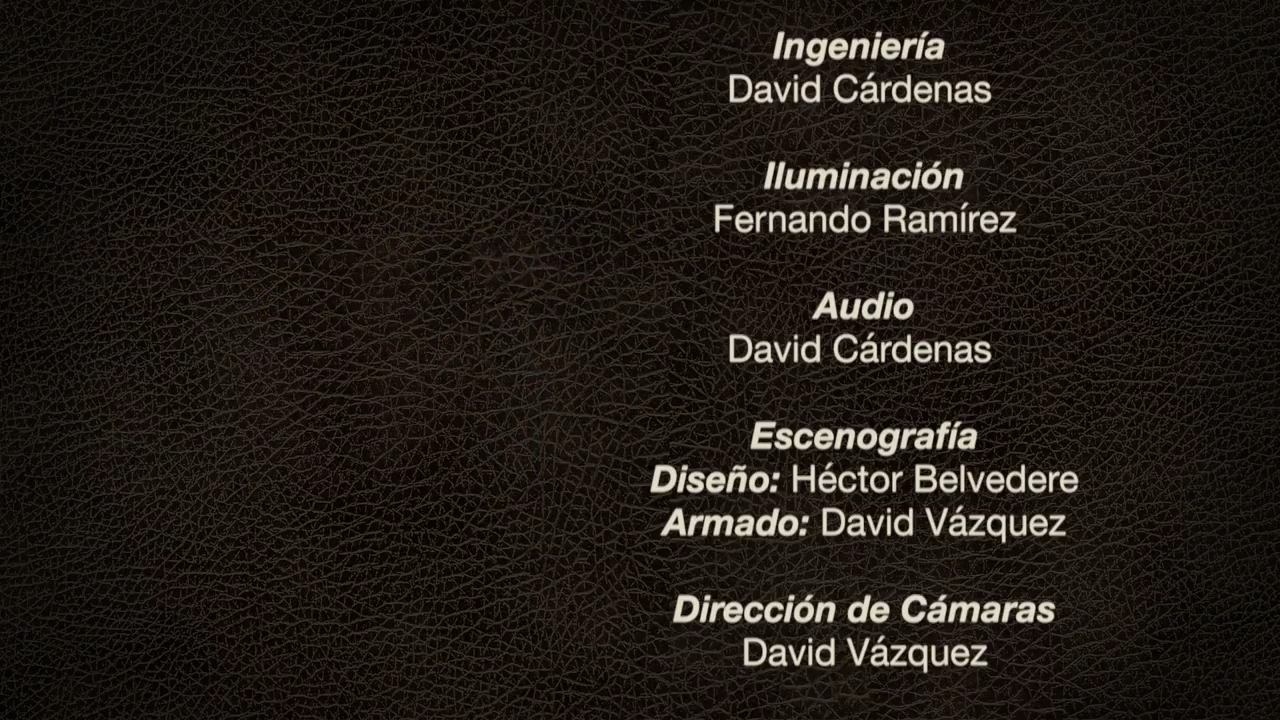 Ingeniería
David Cárdenas
Iluminación
Fernando Ramírez
Audio
David Cárdenas
Escenografía
Diseño: Héctor Belvedere
Armado: David Vázquez
Dirección de Cámaras
David Vázquez